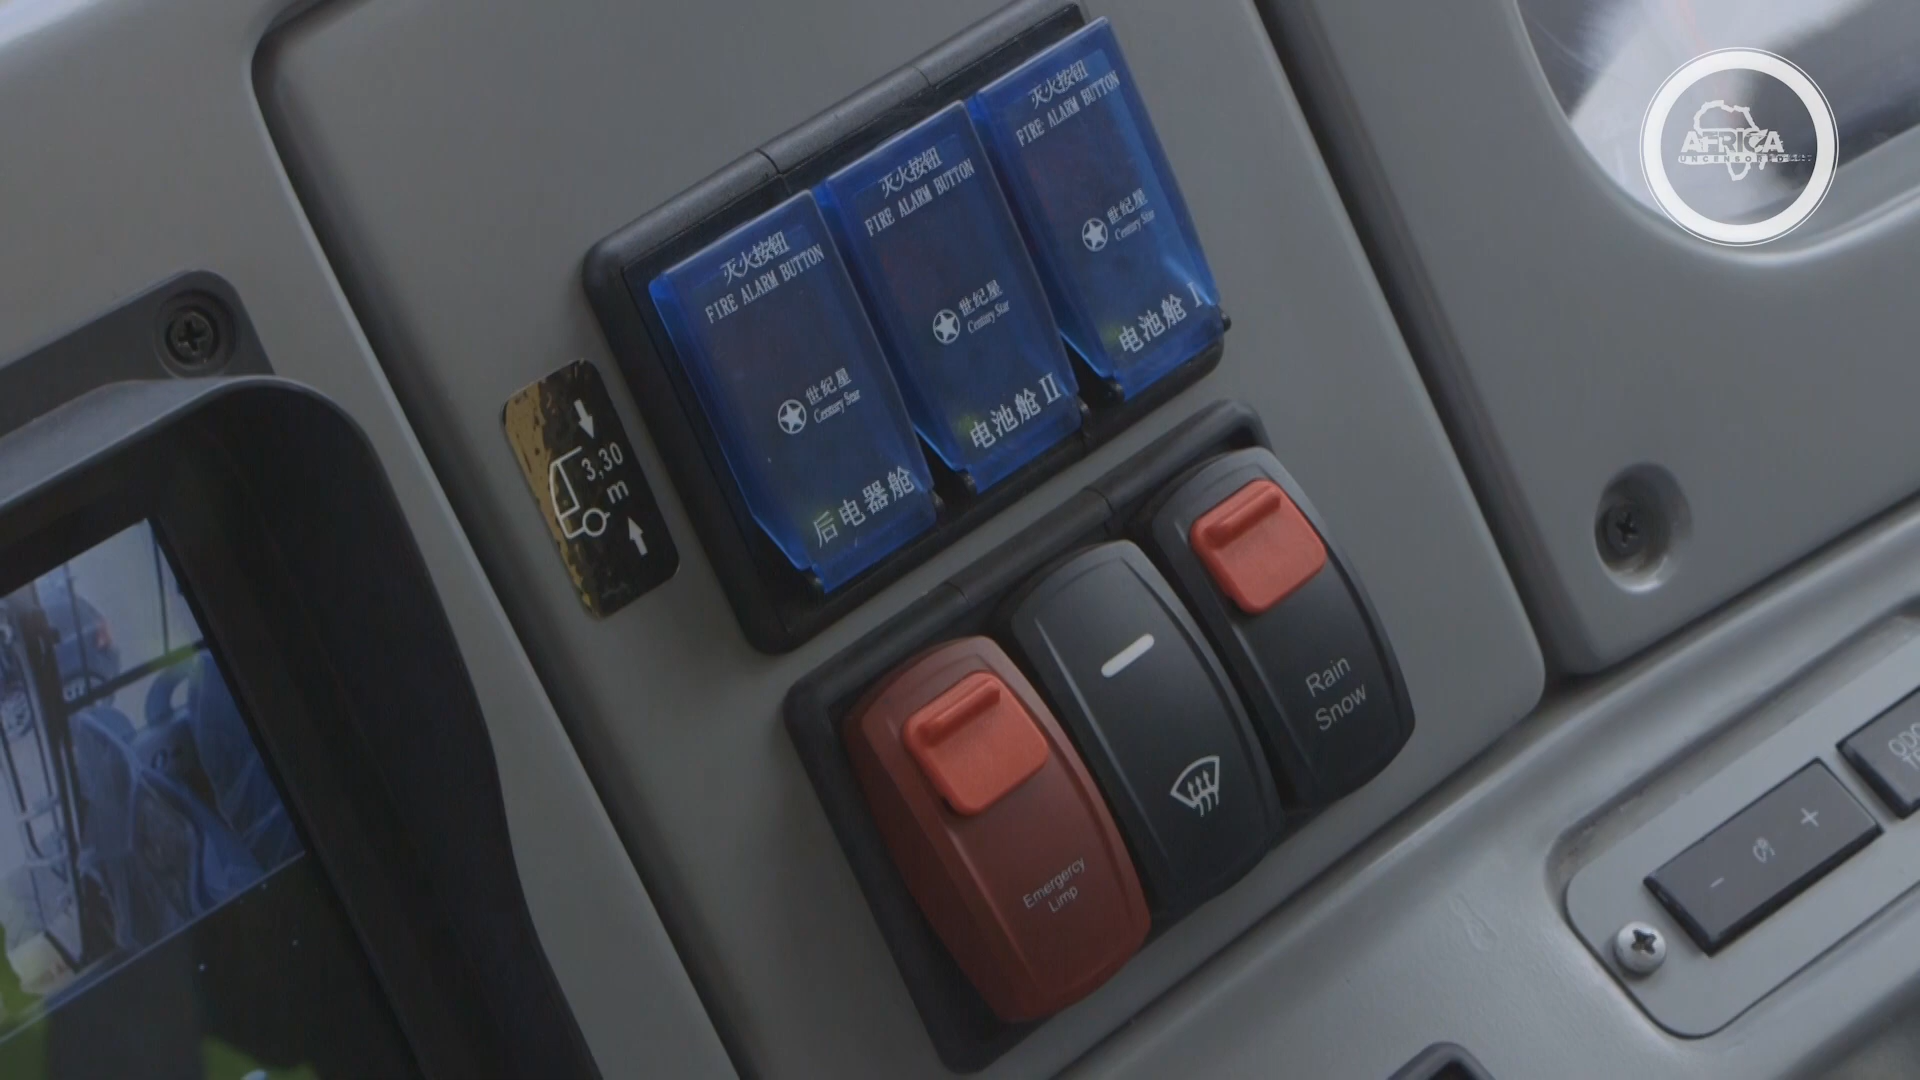 灭火按钮
FIRE ALARM BUTTON
世纪星
Century Star
后电器舱
灭火按钮
FIRE ALARM BUTTON
世纪星
Century Star
电池舱 II
灭火按钮
FIRE ALARM BUTTON
世纪星
Century Star
电池舱 I
3,30
m
Emergency
Limp
Rain
Snow
- +
AFRICA
UNCENSORED